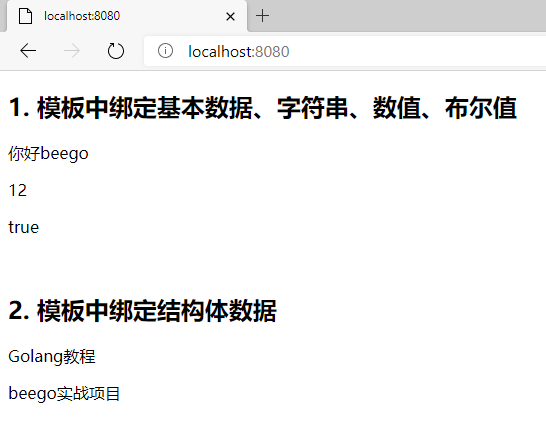 localhost:8080
localhost:8080
1. 模板中绑定基本数据、字符串、数值、布尔值
你好beego
12
true
2. 模板中绑定结构体数据
Golang教程
beego实战项目